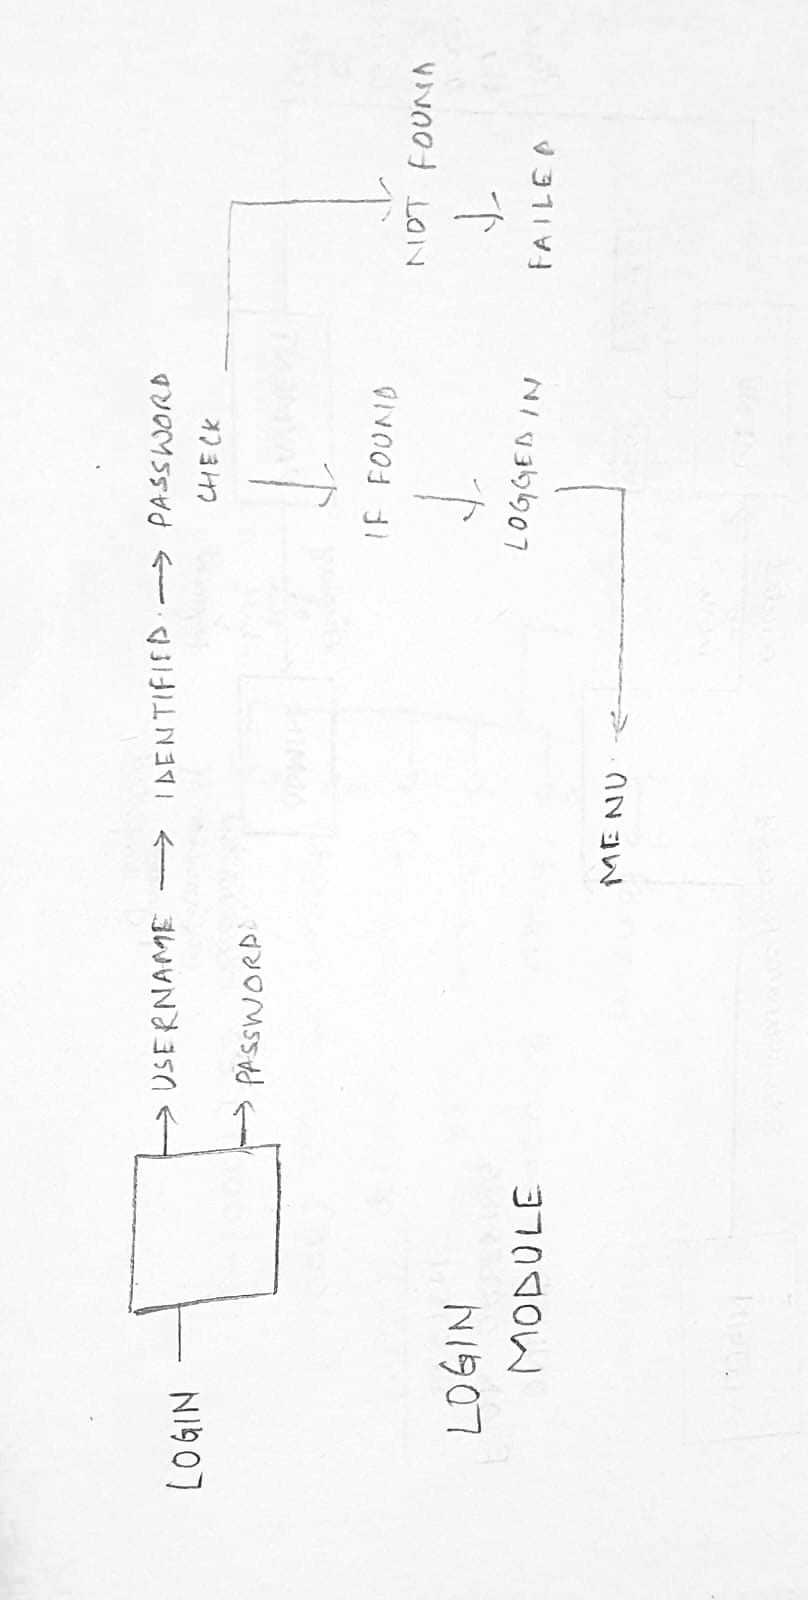 LOGIN
USERNAME
IDENTIFIED
PASSWORD
CHECK
PASSWORD
IF FOUND
NOT FOUND
LOGGED IN
FAILED
MENU
LOGIN
MODULE